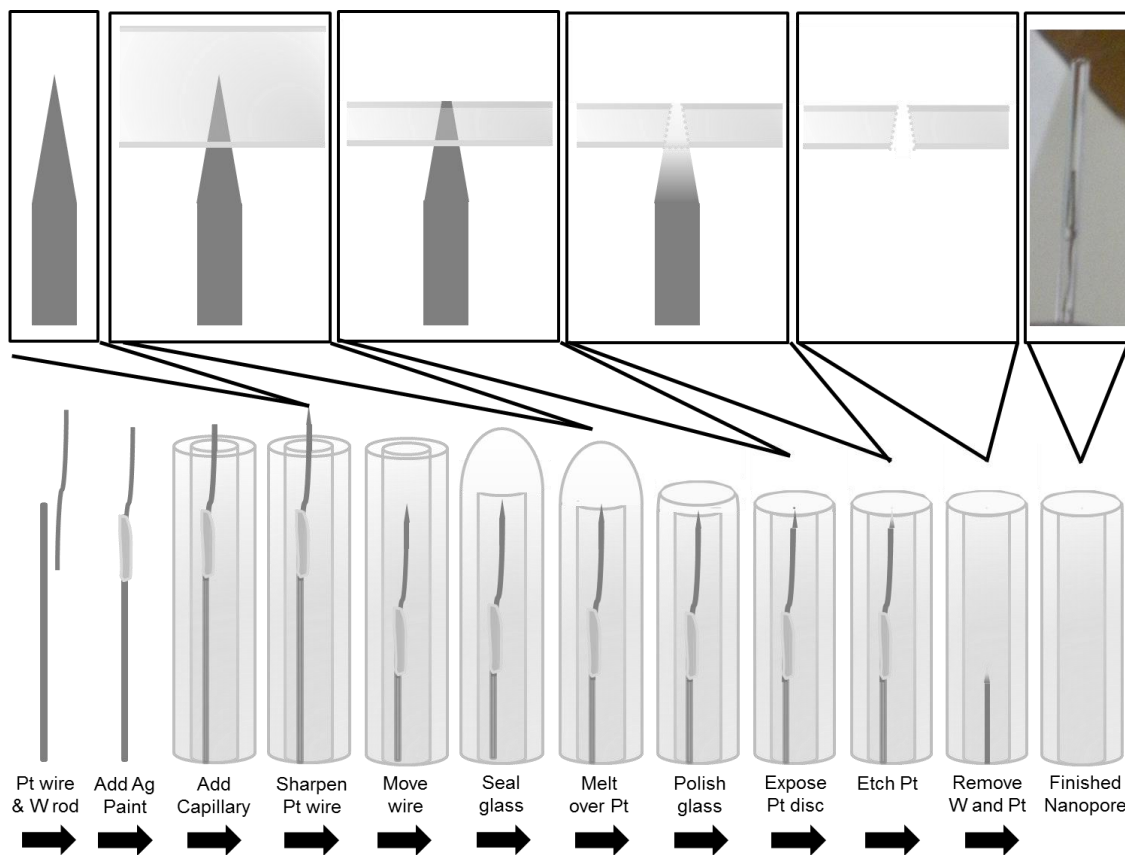 Pt wire
& W rod
Add Ag
Paint
Add
Capillary
Sharpen
Pt wire
Move
wire
Seal
glass
Melt
over Pt
Polish
glass
Expose
Pt disc
Etch Pt
Remove
W and Pt
Finished
Nanopore